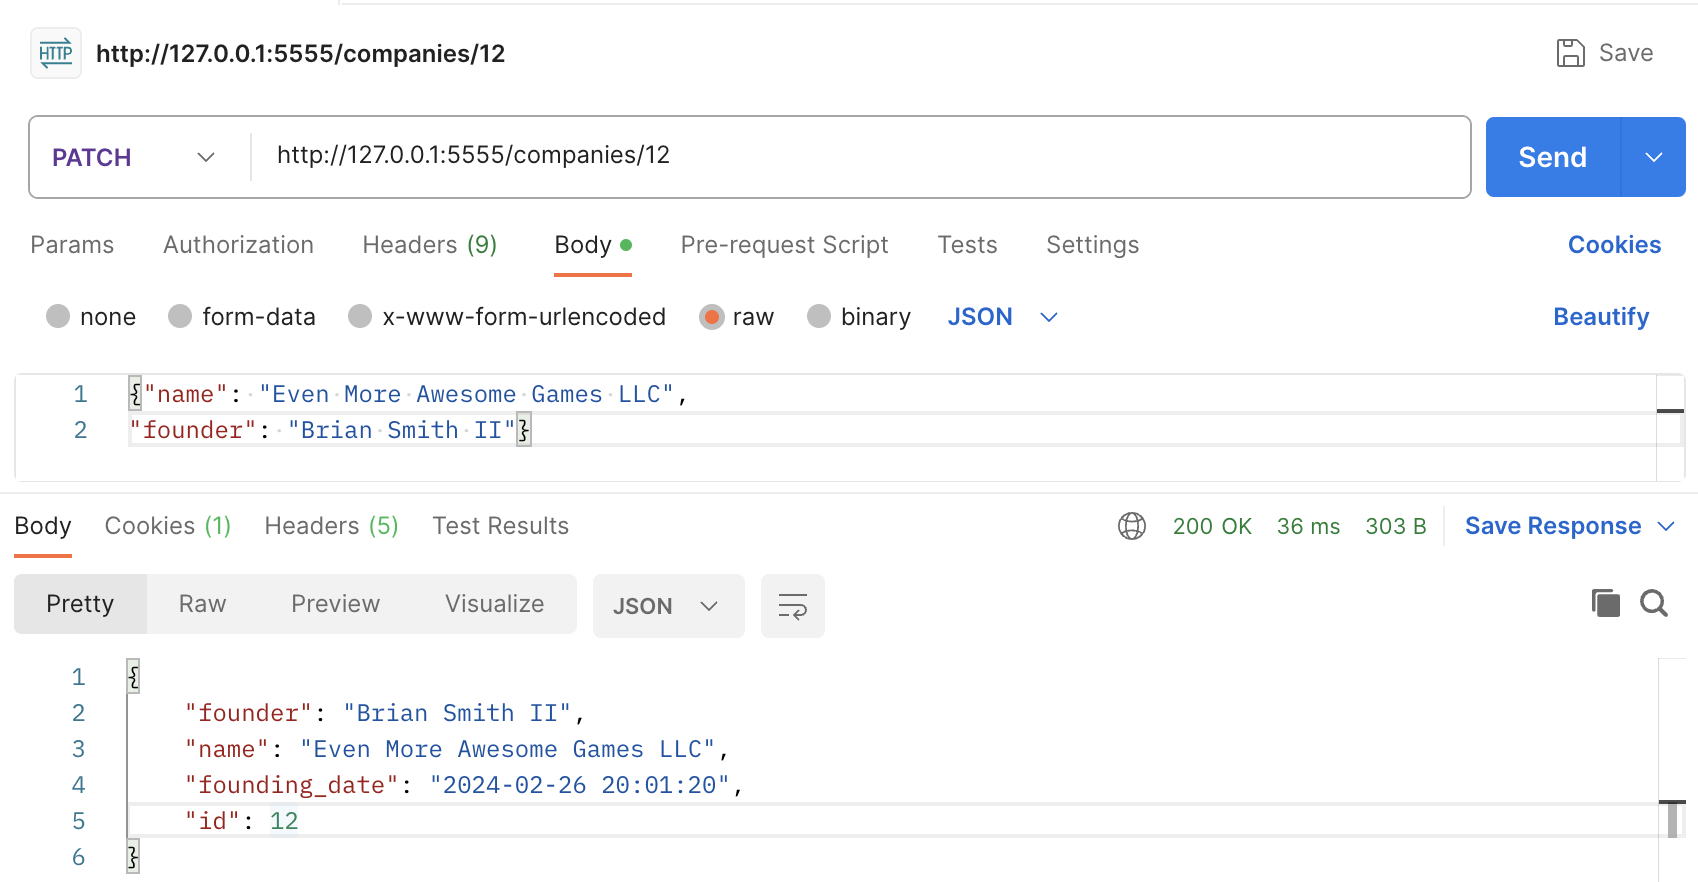 HTTP http://127.0.0.1:5555/companies/12 Save
PATCH http://127.0.0.1:5555/companies/12 Send
Params Authorization Headers (9) Body Pre-request Script Tests Settings Cookies
none form-data x-www-form-urlencoded raw binary JSON Beautify
1 {"name": "Even More Awesome Games LLC",
2 "founder": "Brian Smith II"}
Body Cookies (1) Headers (5) Test Results 200 OK 36 ms 303 B Save Response
Pretty Raw Preview Visualize JSON
1 {
2 "founder": "Brian Smith II",
3 "name": "Even More Awesome Games LLC",
4 "founding_date": "2024-02-26 20:01:20",
5 "id": 12
6 }